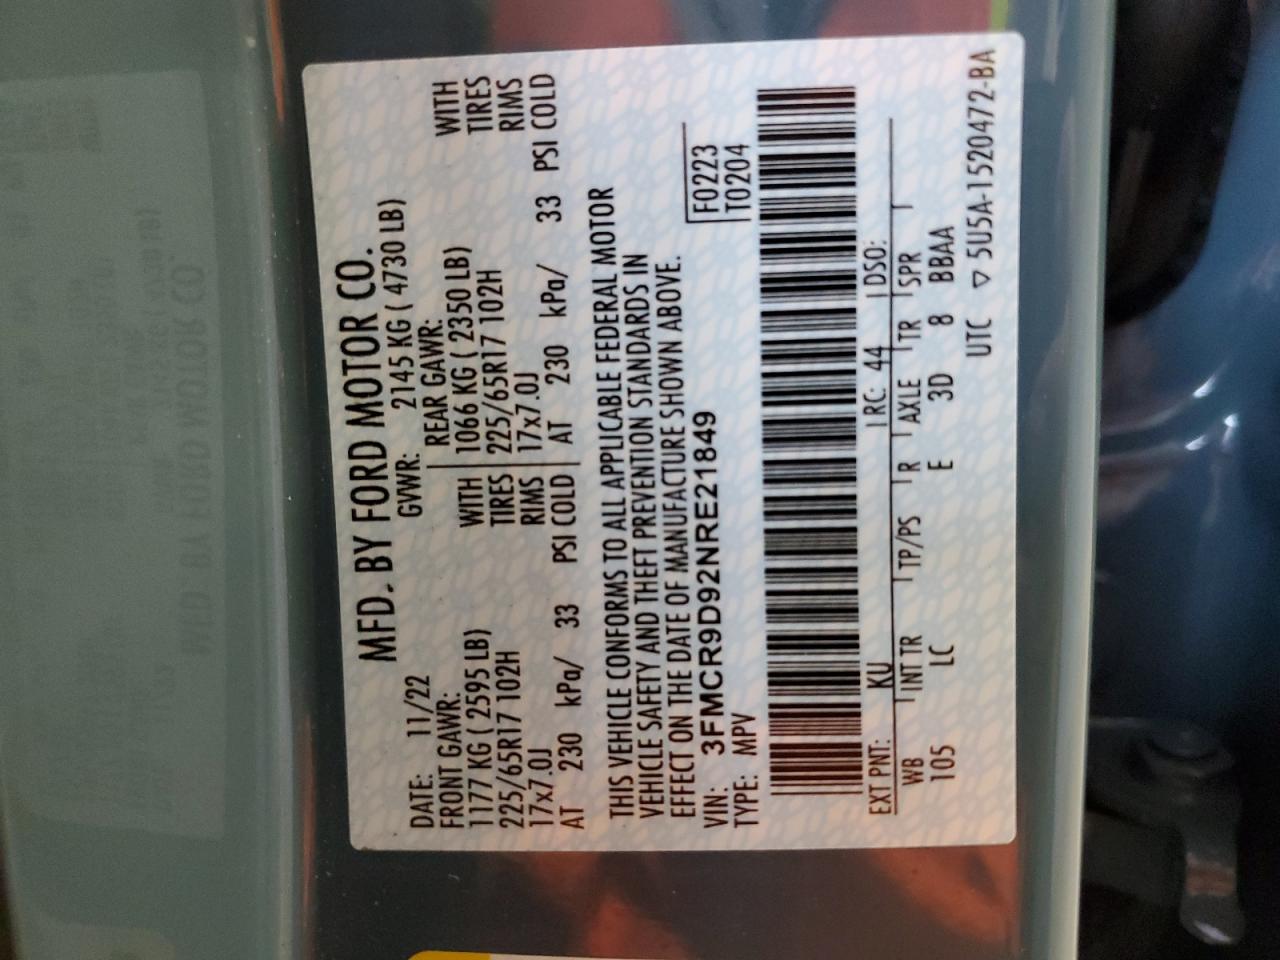 MFD. BY FORD MOTOR CO.
DATE: 11/22 GVWR: 2145 KG ( 4730 LB)
FRONT GAWR: REAR GAWR:
1177 KG ( 2595 LB) WITH 1066 KG ( 2350 LB) WITH
225/65R17 102H TIRES 225/65R17 102H TIRES
17x7.0J RIMS 17x7.0J RIMS
AT 230 kPa/ 33 PSI COLD AT 230 kPa/ 33 PSI COLD
THIS VEHICLE CONFORMS TO ALL APPLICABLE FEDERAL MOTOR
VEHICLE SAFETY AND THEFT PREVENTION STANDARDS IN
EFFECT ON THE DATE OF MANUFACTURE SHOWN ABOVE.
VIN: 3FMCR9D92NRE21849 F0223
TYPE: MPV T0204
EXT PNT: KU RC: 44 DSO:
WB INT TR TP/PS R AXLE TR SPR
105 LC E 3D 8 BBAA
UTC ▽ 5U5A-1520472-BA